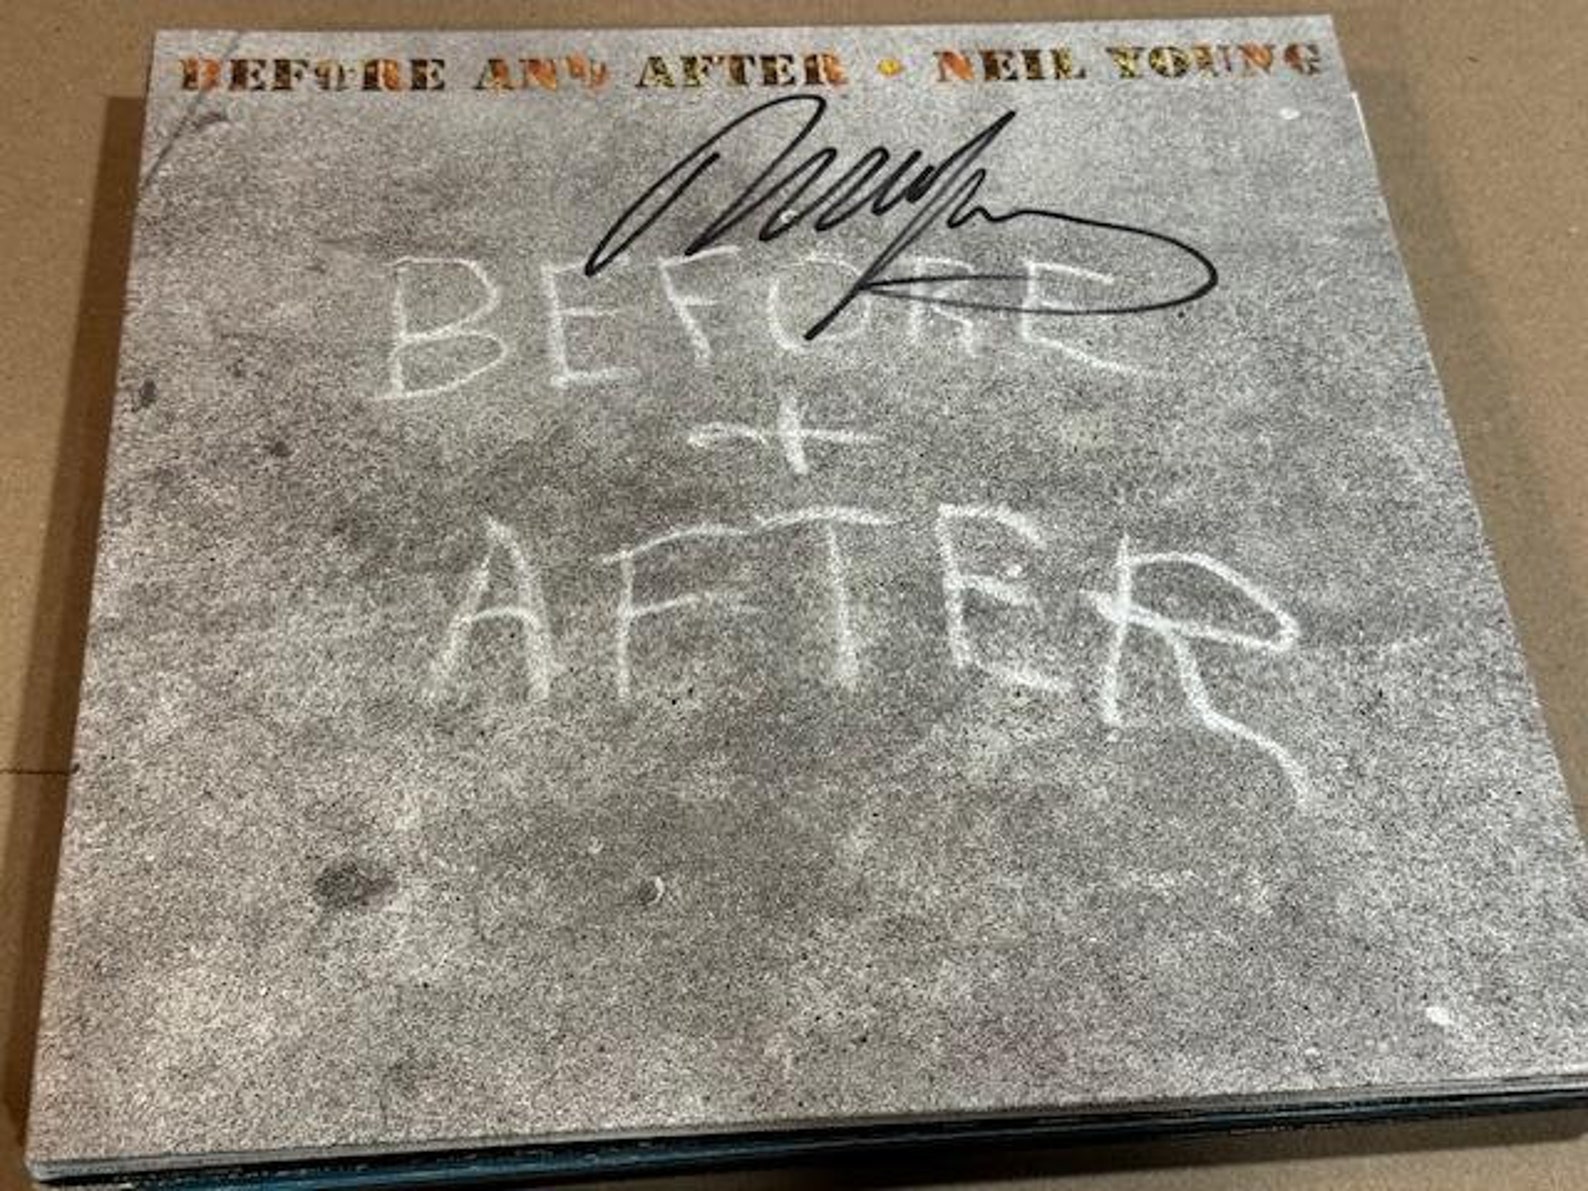 BEFORE AND AFTER • NEIL YOUNG
BEFORE
+
AFTER